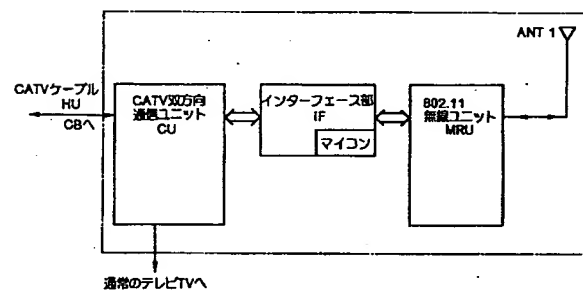 ANT 1
CATVケーブル
HU
CBへ
CATV双方向
通信ユニット
CU
インターフェース部
IF
マイコン
802.11
無線ユニット
MRU
通常のテレビTVへ